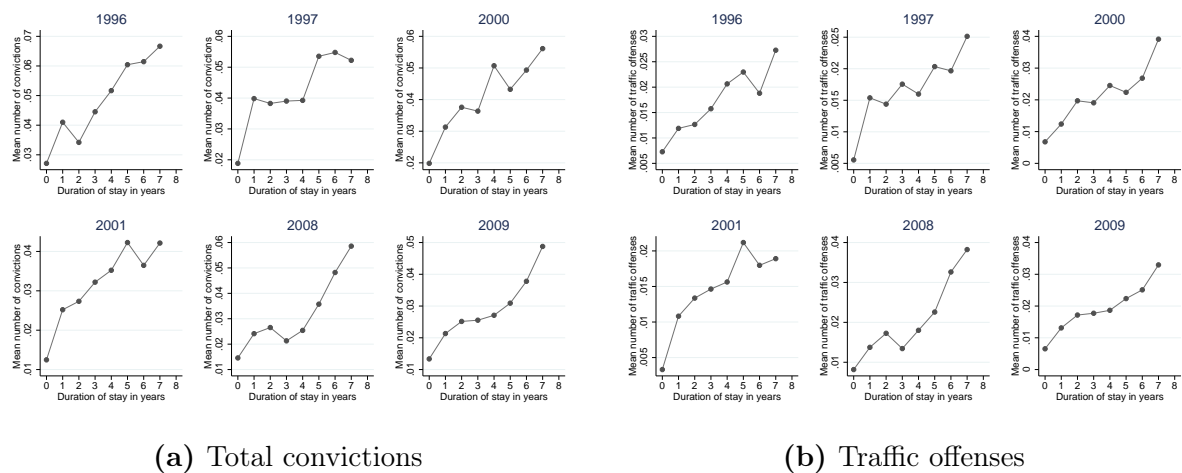 1996
Mean number of convictions
.03 .04 .05 .06 .07
0 1 2 3 4 5 6 7 8
Duration of stay in years
1997
Mean number of convictions
.02 .03 .04 .05 .06
0 1 2 3 4 5 6 7 8
Duration of stay in years
2000
Mean number of convictions
.02 .03 .04 .05 .06
0 1 2 3 4 5 6 7 8
Duration of stay in years
2001
Mean number of convictions
.01 .02 .03 .04
0 1 2 3 4 5 6 7 8
Duration of stay in years
2008
Mean number of convictions
.01 .02 .03 .04 .05 .06
0 1 2 3 4 5 6 7 8
Duration of stay in years
2009
Mean number of convictions
.01 .02 .03 .04 .05
0 1 2 3 4 5 6 7 8
Duration of stay in years
(a) Total convictions
1996
Mean number of traffic offenses
.005 .01 .015 .02 .025 .03
0 1 2 3 4 5 6 7 8
Duration of stay in years
1997
Mean number of traffic offenses
.005 .01 .015 .02 .025
0 1 2 3 4 5 6 7 8
Duration of stay in years
2000
Mean number of traffic offenses
0 .01 .02 .03 .04
0 1 2 3 4 5 6 7 8
Duration of stay in years
2001
Mean number of traffic offenses
.005 .01 .015 .02
0 1 2 3 4 5 6 7 8
Duration of stay in years
2008
Mean number of traffic offenses
.01 .02 .03 .04
0 1 2 3 4 5 6 7 8
Duration of stay in years
2009
Mean number of traffic offenses
0 .01 .02 .03 .04
0 1 2 3 4 5 6 7 8
Duration of stay in years
(b) Traffic offenses